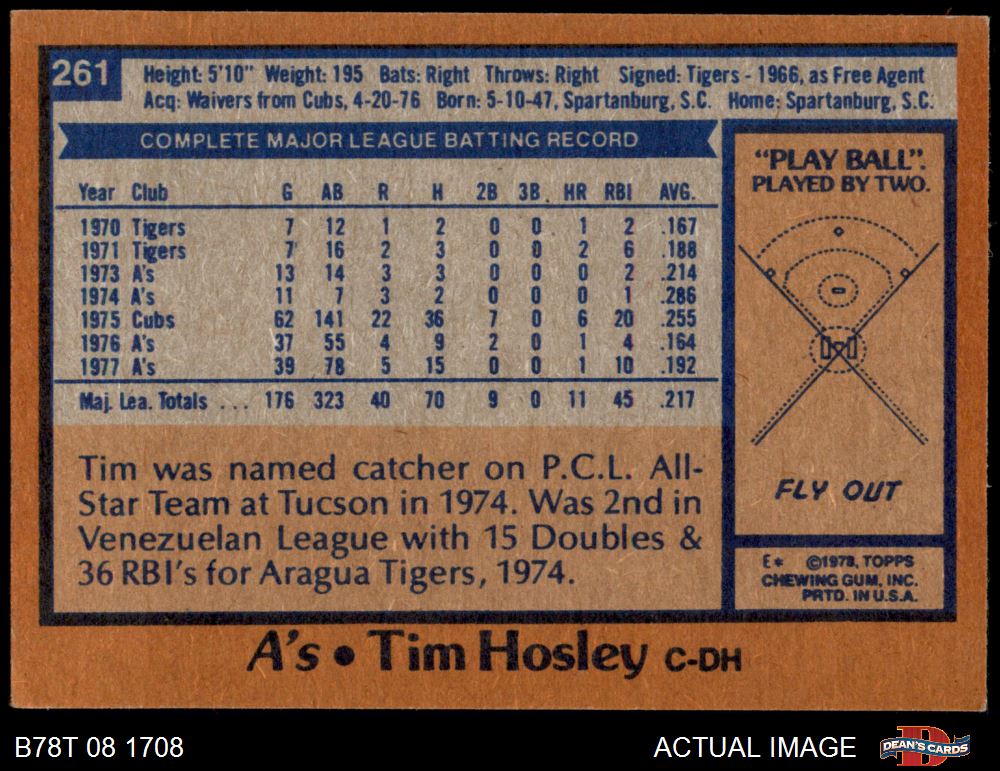 261
Height: 5'10" Weight: 195 Bats: Right Throws: Right Signed: Tigers - 1966, as Free Agent
Acq: Waivers from Cubs, 4-20-76 Born: 5-10-47, Spartanburg, S.C. Home: Spartanburg, S.C.
COMPLETE MAJOR LEAGUE BATTING RECORD
Year Club G AB R H 2B 3B. HR RBI AVG.
1970 Tigers 7 12 1 2 0 0 1 2 .167
1971 Tigers 7 16 2 3 0 0 2 6 .188
1973 A's 13 14 3 3 0 0 0 2 .214
1974 A's 11 7 3 2 0 0 0 1 .286
1975 Cubs 62 141 22 36 7 0 6 20 .255
1976 A's 37 55 4 9 2 0 1 4 .164
1977 A's 39 78 5 15 0 0 1 10 .192
Maj. Lea. Totals ... 176 323 40 70 9 0 11 45 .217
Tim was named catcher on P.C.L. All-
Star Team at Tucson in 1974. Was 2nd in
Venezuelan League with 15 Doubles &
36 RBI's for Aragua Tigers, 1974.
"PLAY BALL".
PLAYED BY TWO.
FLY OUT
E* ©1978, TOPPS
CHEWING GUM, INC.
PRTD. IN U.S.A.
A's • Tim Hosley C-DH
B78T 08 1708
ACTUAL IMAGE
DEAN'S CARDS